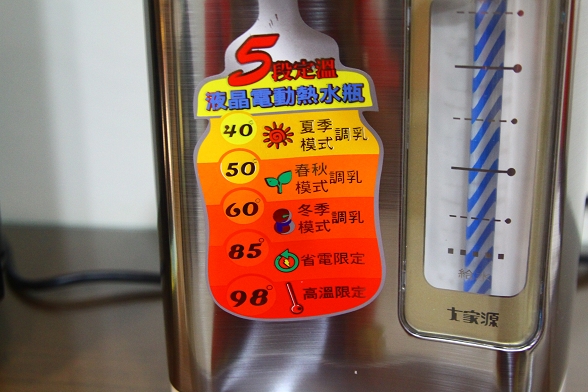 5段定溫
液晶電動熱水瓶
40° 夏季模式 調乳
50° 春秋模式 調乳
60° 冬季模式 調乳
85° 省電限定
98° 高溫限定
給
大家源